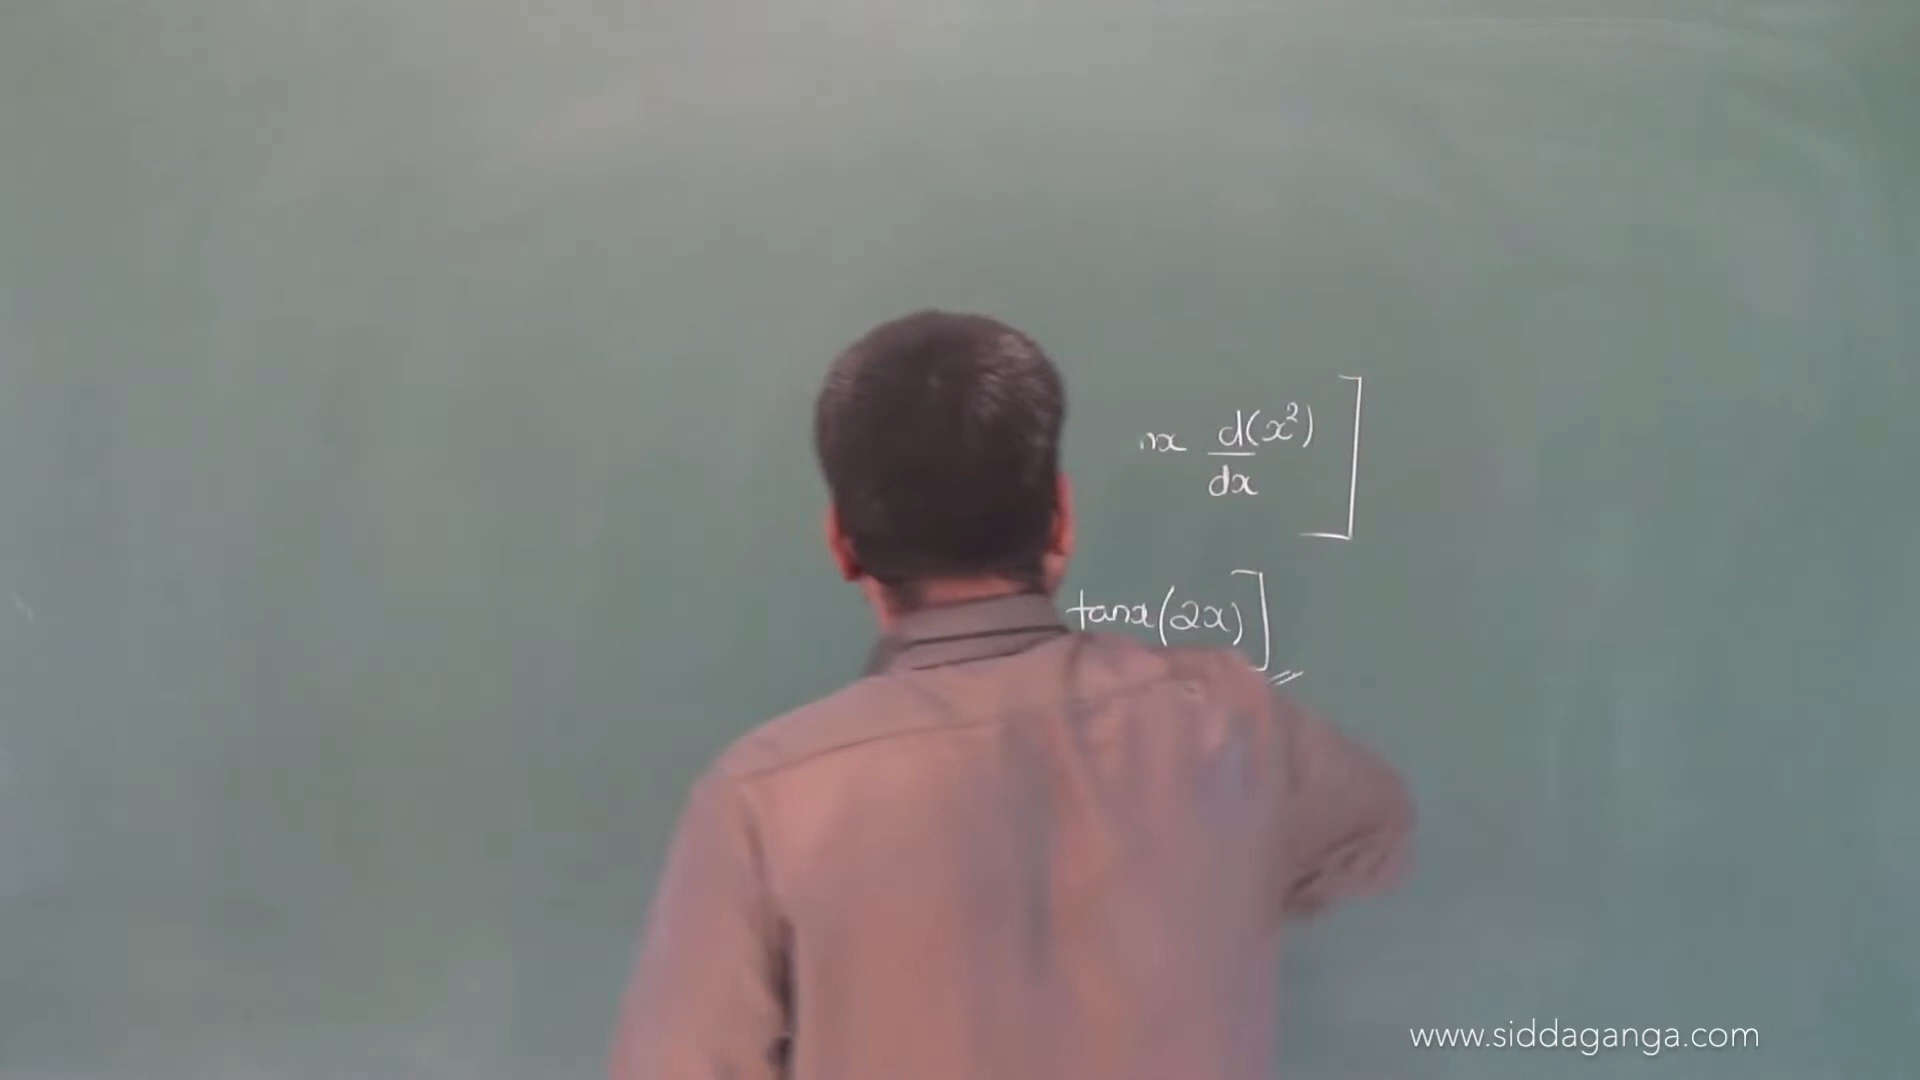 d(x²) ]
dx
tanx(2x) ]
www.siddaganga.com